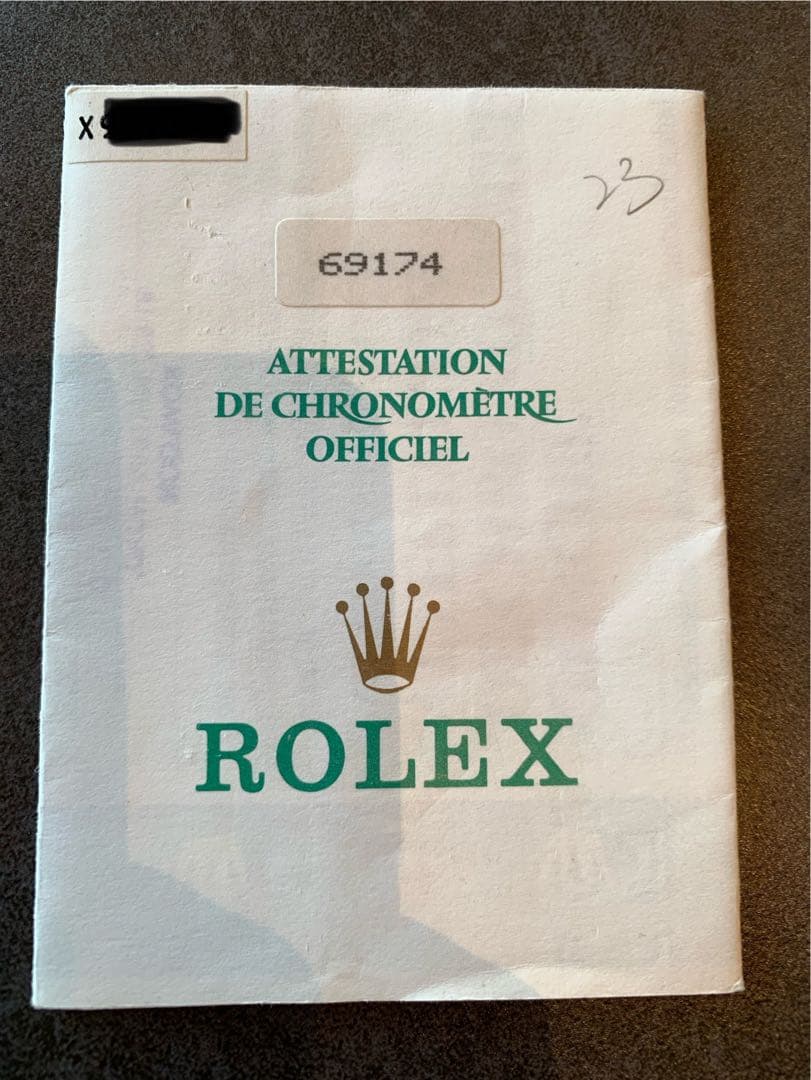 X
23
69174
ATTESTATION
DE CHRONOMÈTRE
OFFICIEL
ROLEX